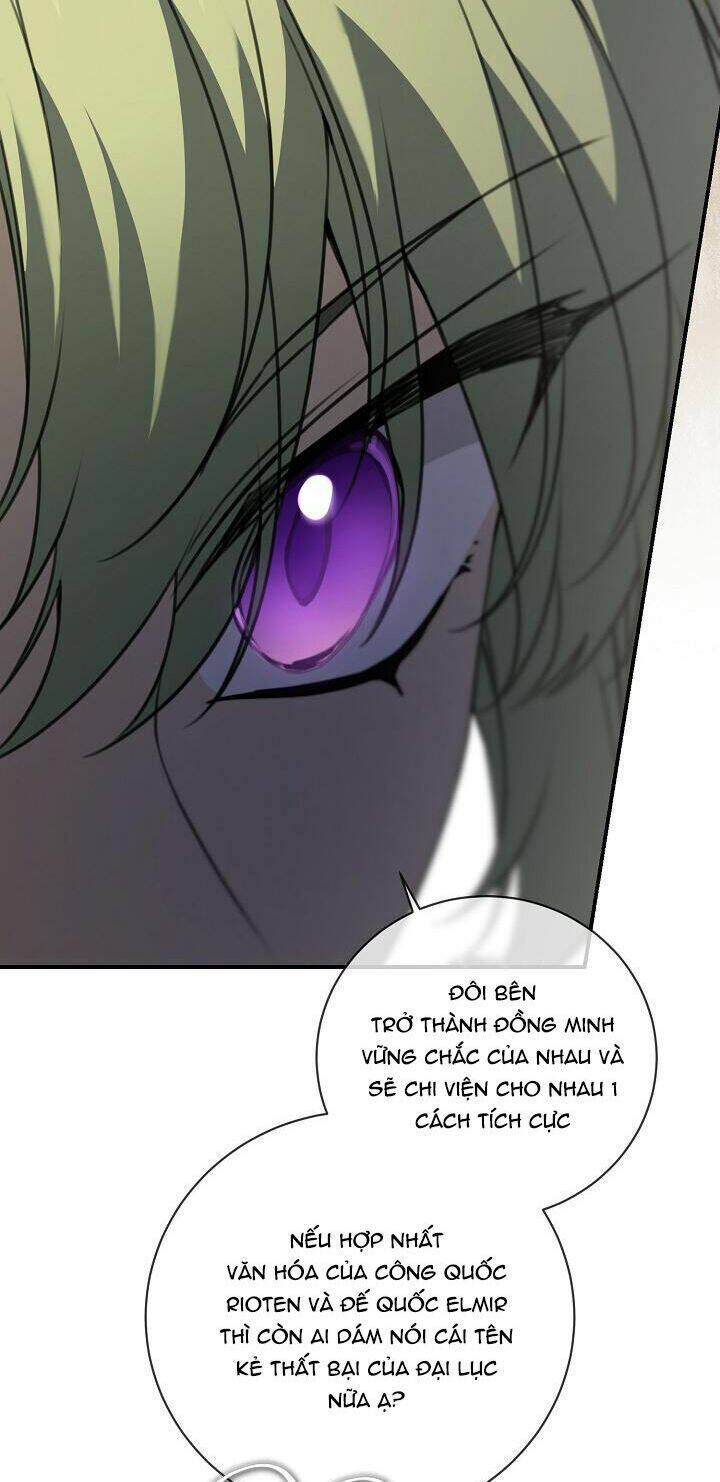 ĐÔI BÊN
TRỞ THÀNH ĐỒNG MINH
VỮNG CHẮC CỦA NHAU VÀ
SẼ CHI VIỆN CHO NHAU 1
CÁCH TÍCH CỰC
NẾU HỢP NHẤT
VĂN HÓA CỦA CÔNG QUỐC
RIOTEN VÀ ĐẾ QUỐC ELMIR
THÌ CÒN AI DÁM NÓI CÁI TÊN
KẺ THẤT BẠI CỦA ĐẠI LỤC
NỮA Ạ?